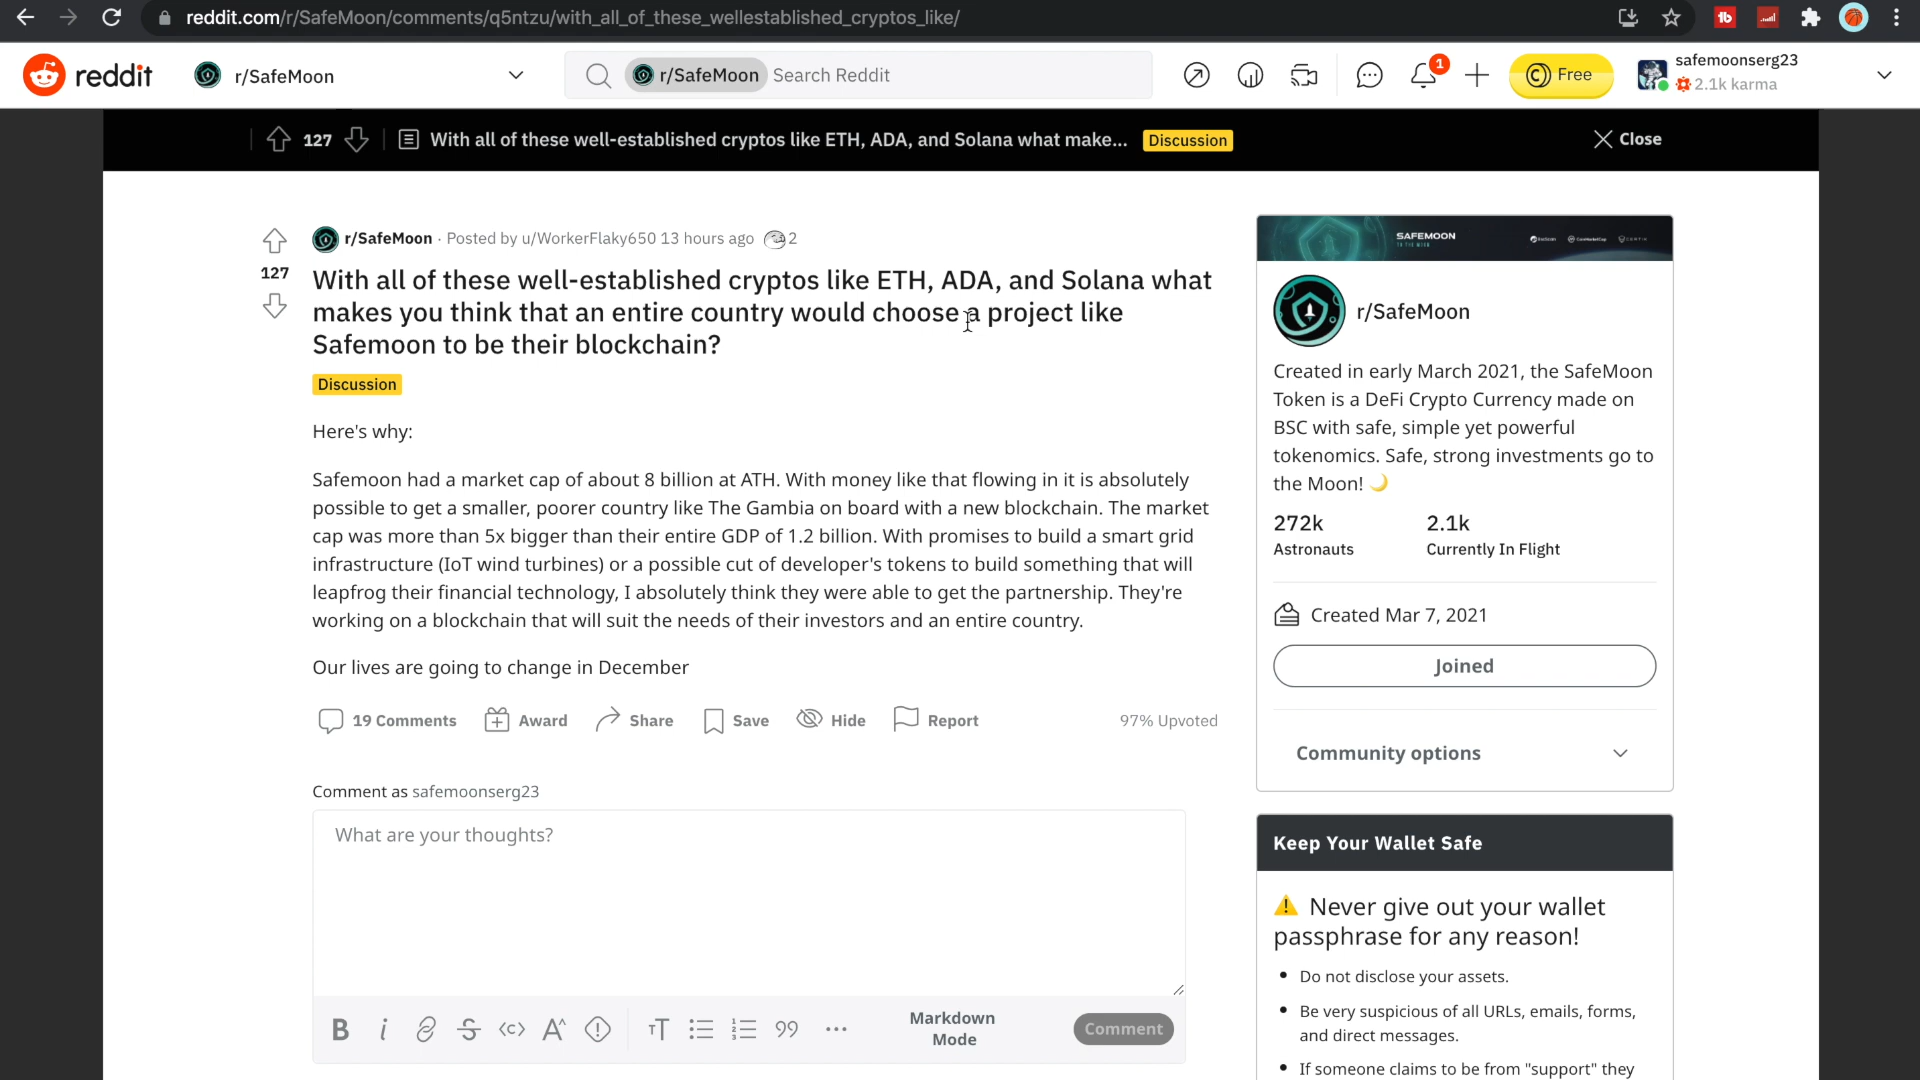 reddit.com/r/SafeMoon/comments/q5ntzu/with_all_of_these_wellestablished_cryptos_like/
reddit
r/SafeMoon
r/SafeMoon Search Reddit
1
Free
safemoonserg23
2.1k karma
127
With all of these well-established cryptos like ETH, ADA, and Solana what make...
Discussion
Close
r/SafeMoon · Posted by u/WorkerFlaky650 13 hours ago 2
127
With all of these well-established cryptos like ETH, ADA, and Solana what
makes you think that an entire country would choose a project like
Safemoon to be their blockchain?
Discussion
Here's why:
Safemoon had a market cap of about 8 billion at ATH. With money like that flowing in it is absolutely
possible to get a smaller, poorer country like The Gambia on board with a new blockchain. The market
cap was more than 5x bigger than their entire GDP of 1.2 billion. With promises to build a smart grid
infrastructure (IoT wind turbines) or a possible cut of developer's tokens to build something that will
leapfrog their financial technology, I absolutely think they were able to get the partnership. They're
working on a blockchain that will suit the needs of their investors and an entire country.
Our lives are going to change in December
19 Comments
Award
Share
Save
Hide
Report
97% Upvoted
Comment as safemoonserg23
What are your thoughts?
Markdown
Mode
Comment
SAFEMOON
r/SafeMoon
Created in early March 2021, the SafeMoon
Token is a DeFi Crypto Currency made on
BSC with safe, simple yet powerful
tokenomics. Safe, strong investments go to
the Moon! 🌙
272k
Astronauts
2.1k
Currently In Flight
Created Mar 7, 2021
Joined
Community options
Keep Your Wallet Safe
⚠ Never give out your wallet
passphrase for any reason!
• Do not disclose your assets.
• Be very suspicious of all URLs, emails, forms,
and direct messages.
• If someone claims to be from "support" they